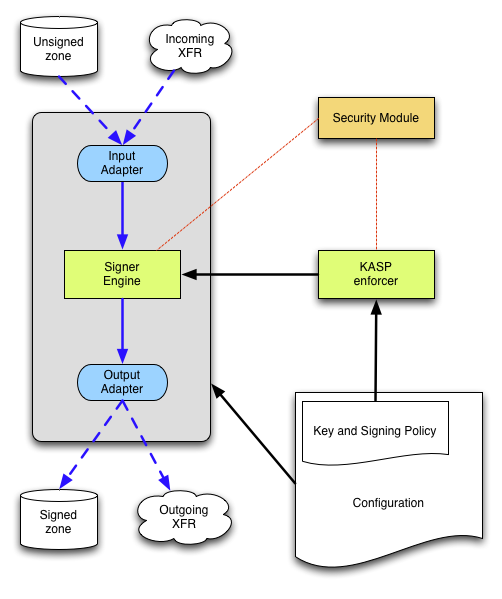 Unsigned
zone
Incoming
XFR
Security Module
Input
Adapter
Signer
Engine
KASP
enforcer
Output
Adapter
Key and Signing Policy
Configuration
Signed
zone
Outgoing
XFR